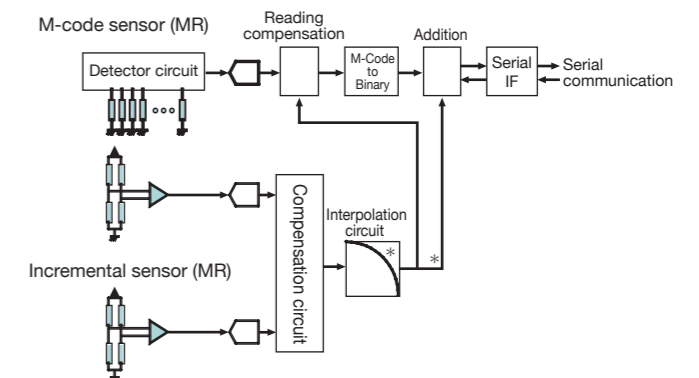 M-code sensor (MR)
Reading
compensation
Addition
Detector circuit
M-Code
to
Binary
Serial
IF
Serial
communication
Compensation circuit
Interpolation
circuit
*
*
Incremental sensor (MR)